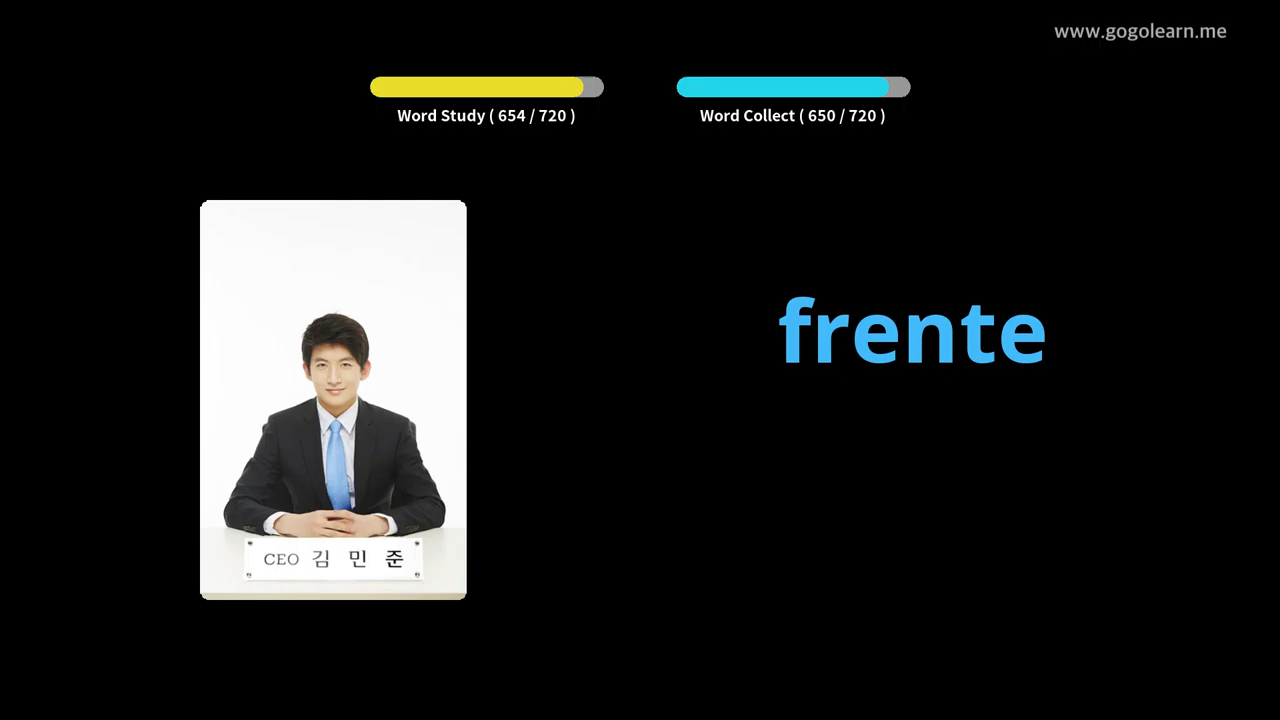 www.gogolearn.me
Word Study ( 654 / 720 )
Word Collect ( 650 / 720 )
frente
CEO 김 민 준